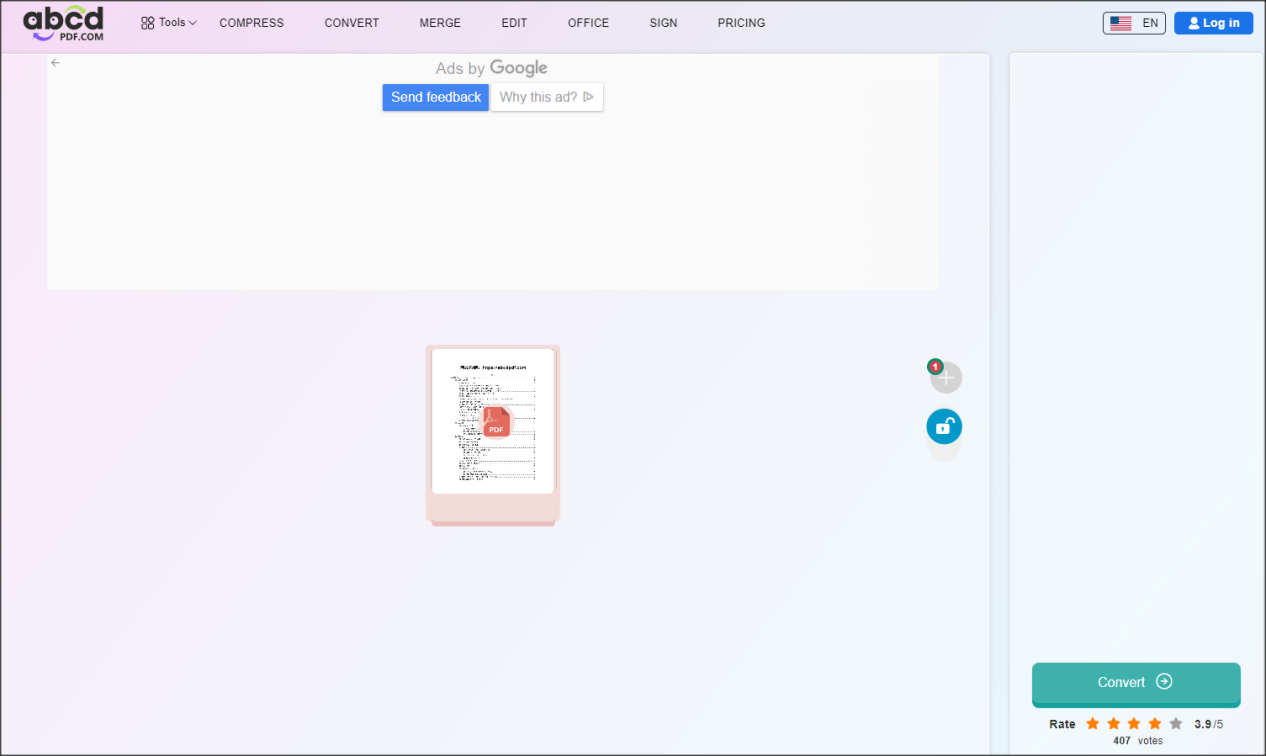 abcd
PDF.COM
Tools
COMPRESS
CONVERT
MERGE
EDIT
OFFICE
SIGN
PRICING
EN
Log in
Ads by Google
Send feedback
Why this ad?
1
PDF
Convert
Rate 3.9/5
407 votes